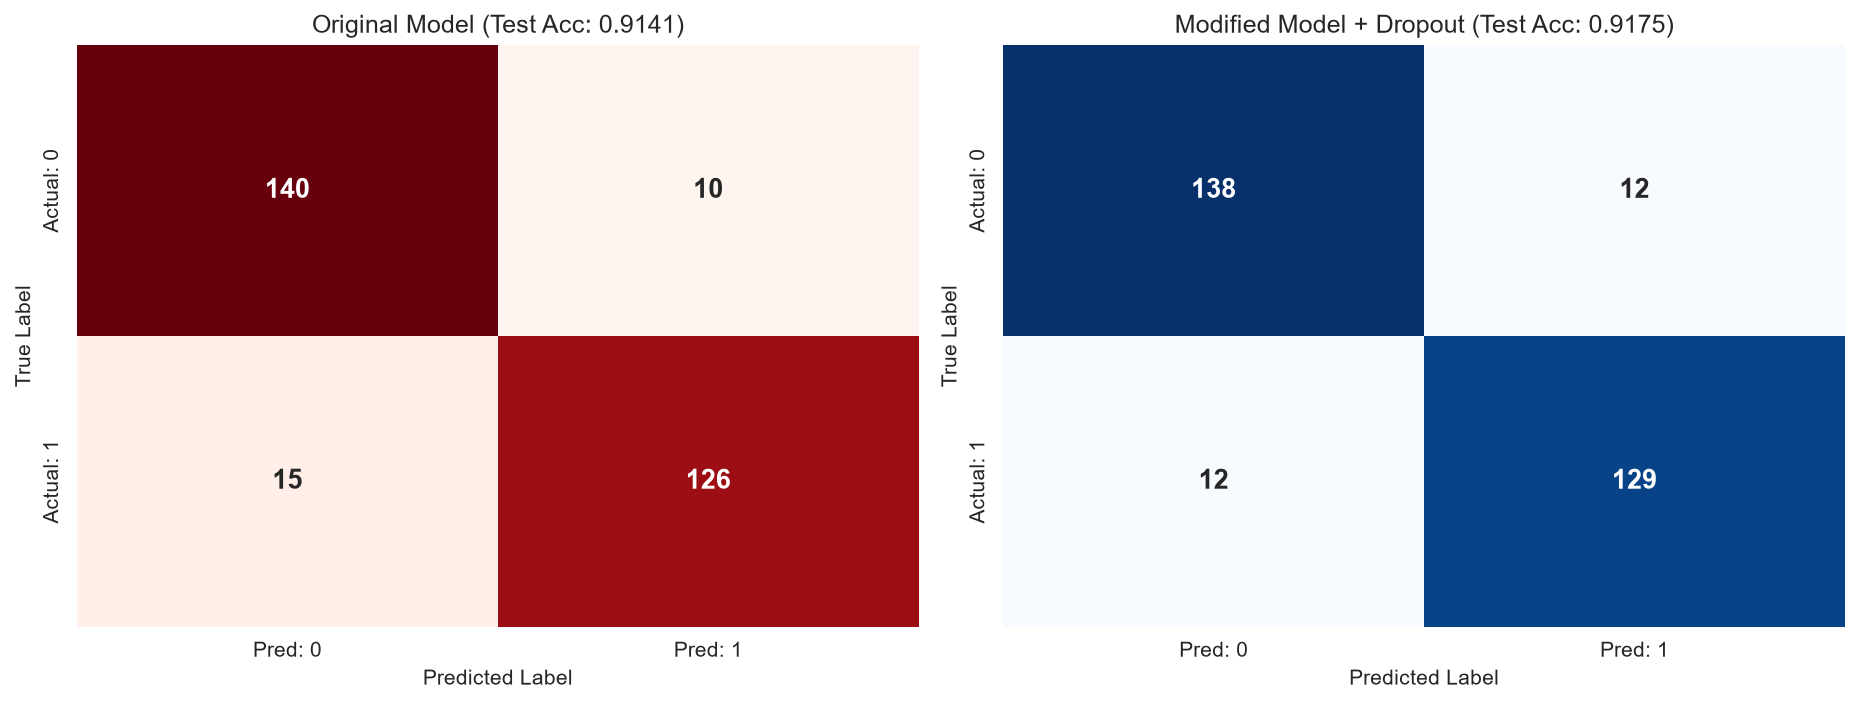 Original Model (Test Acc: 0.9141)
Actual: 0
140
10
True Label
Actual: 1
15
126
Pred: 0
Pred: 1
Predicted Label
Modified Model + Dropout (Test Acc: 0.9175)
Actual: 0
138
12
True Label
Actual: 1
12
129
Pred: 0
Pred: 1
Predicted Label